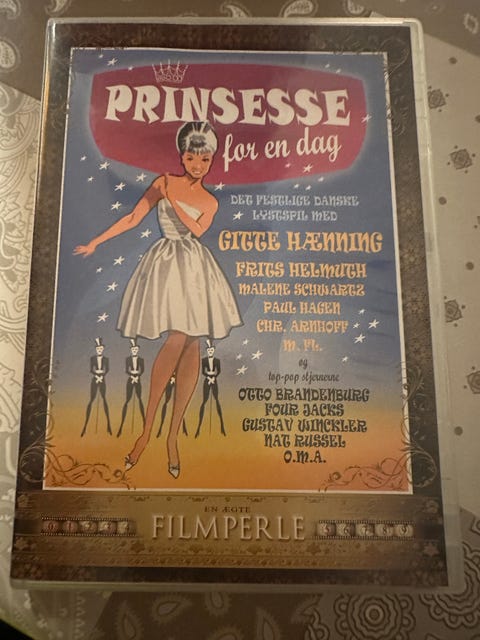 PRINSESSE
for en dag
DET FESTLIGE DANSKE
LYSTSPIL MED
GITTE HÆNNING
FRITS HELMUTH
MALENE SCHWARTZ
PAUL HAGEN
CHR. ARHOFF
M. FL.
og
top-pop stjernerne
OTTO BRANDENBURG
FOUR JACKS
GUSTAV WINCKLER
NAT RUSSEL
O.M.A.
EN ÆGTE
FILMPERLE